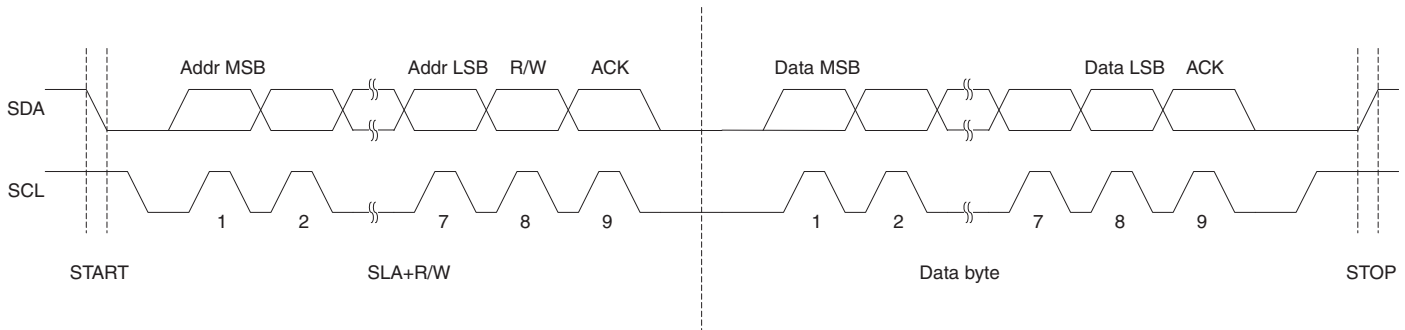 Addr MSB Addr LSB R/W ACK Data MSB Data LSB ACK
SDA
SCL
1 2 7 8 9 1 2 7 8 9
START SLA+R/W Data byte STOP